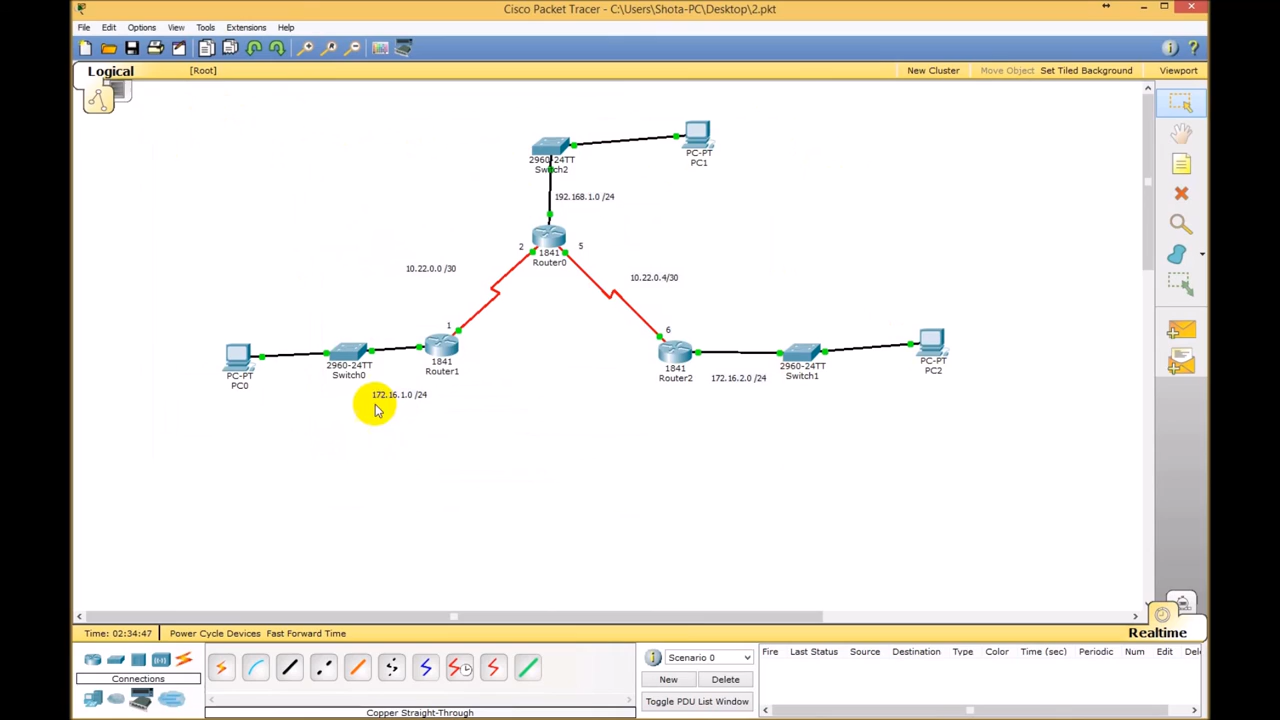 Cisco Packet Tracer - C:\Users\Shota-PC\Desktop\2.pkt
File Edit Options View Tools Extensions Help
Logical [Root] New Cluster Move Object Set Tiled Background Viewport
PC-PT
PC1
2960-24TT
Switch2
192.168.1.0 /24
2 5
1841
Router0
10.22.0.0 /30
10.22.0.4/30
1
6
PC-PT
PC0
2960-24TT
Switch0
1841
Router1
172.16.1.0 /24
1841
Router2
172.16.2.0 /24
2960-24TT
Switch1
PC-PT
PC2
Time: 02:34:47 Power Cycle Devices Fast Forward Time Realtime
Connections
Copper Straight-Through
Scenario 0
New Delete
Toggle PDU List Window
Fire Last Status Source Destination Type Color Time (sec) Periodic Num Edit Dele